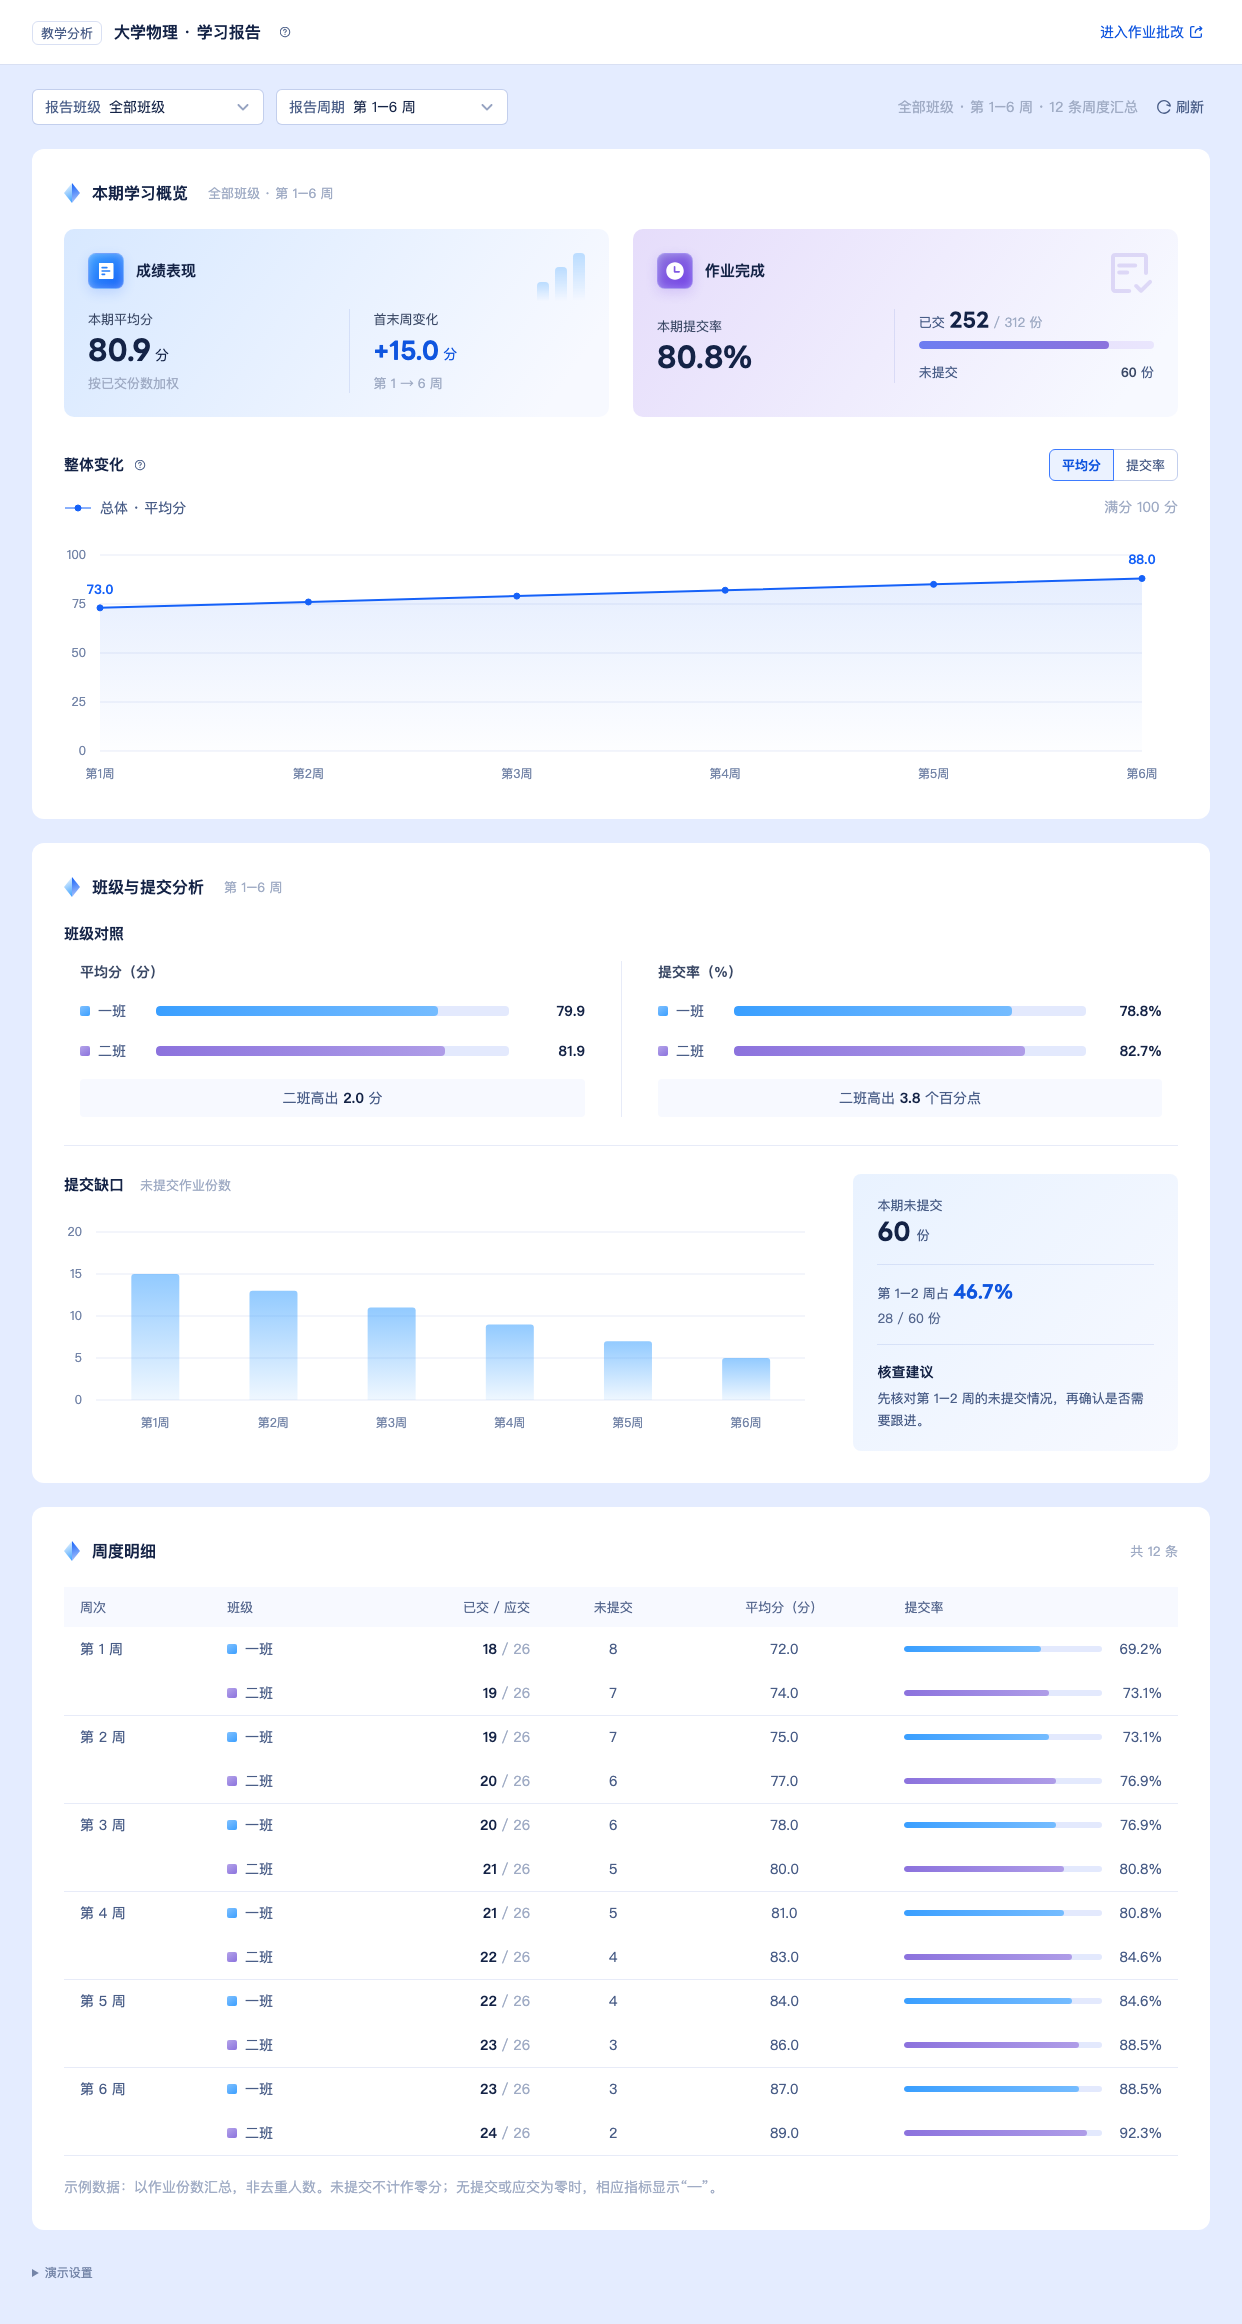 教学分析 大学物理 · 学习报告 进入作业批改
报告班级 全部班级 报告周期 第 1—6 周 全部班级 · 第 1—6 周 · 12 条周度汇总 刷新
本期学习概览 全部班级 · 第 1—6 周
成绩表现
本期平均分
80.9 分
按已交份数加权
首末周变化
+15.0 分
第 1 → 6 周
作业完成
本期提交率
80.8%
已交 252 / 312 份
未提交 60 份
整体变化 平均分 提交率
总体 · 平均分 满分 100 分
100
75
50
25
0
73.0
88.0
第1周 第2周 第3周 第4周 第5周 第6周
班级与提交分析 第 1—6 周
班级对照
平均分（分）
一班 79.9
二班 81.9
二班高出 2.0 分
提交率（%）
一班 78.8%
二班 82.7%
二班高出 3.8 个百分点
提交缺口 未提交作业份数
20
15
10
5
0
第1周 第2周 第3周 第4周 第5周 第6周
本期未提交
60 份
第 1—2 周占 46.7%
28 / 60 份
核查建议
先核对第 1—2 周的未提交情况，再确认是否需
要跟进。
周度明细 共 12 条
周次 班级 已交 / 应交 未提交 平均分（分） 提交率
第 1 周 一班 18 / 26 8 72.0 69.2%
二班 19 / 26 7 74.0 73.1%
第 2 周 一班 19 / 26 7 75.0 73.1%
二班 20 / 26 6 77.0 76.9%
第 3 周 一班 20 / 26 6 78.0 76.9%
二班 21 / 26 5 80.0 80.8%
第 4 周 一班 21 / 26 5 81.0 80.8%
二班 22 / 26 4 83.0 84.6%
第 5 周 一班 22 / 26 4 84.0 84.6%
二班 23 / 26 3 86.0 88.5%
第 6 周 一班 23 / 26 3 87.0 88.5%
二班 24 / 26 2 89.0 92.3%
示例数据：以作业份数汇总，非去重人数。未提交不计作零分；无提交或应交为零时，相应指标显示“—”。
演示设置